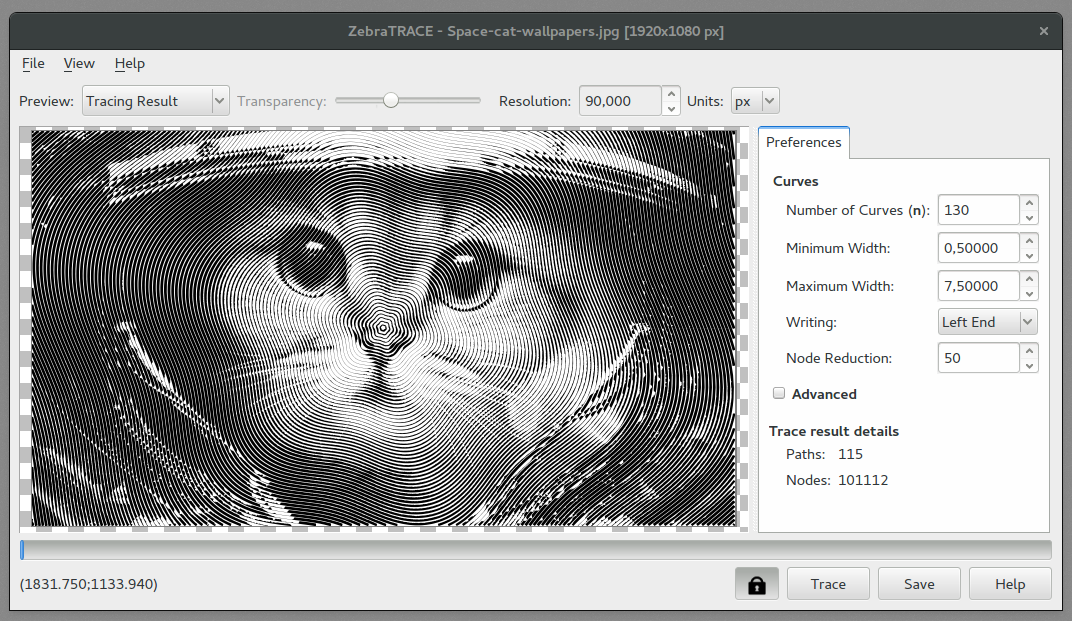 ZebraTRACE - Space-cat-wallpapers.jpg [1920x1080 px]
File View Help
Preview: Tracing Result Transparency: Resolution: 90,000 Units: px
Preferences
Curves
Number of Curves (n): 130
Minimum Width: 0,50000
Maximum Width: 7,50000
Writing: Left End
Node Reduction: 50
Advanced
Trace result details
Paths: 115
Nodes: 101112
(1831.750;1133.940) Trace Save Help